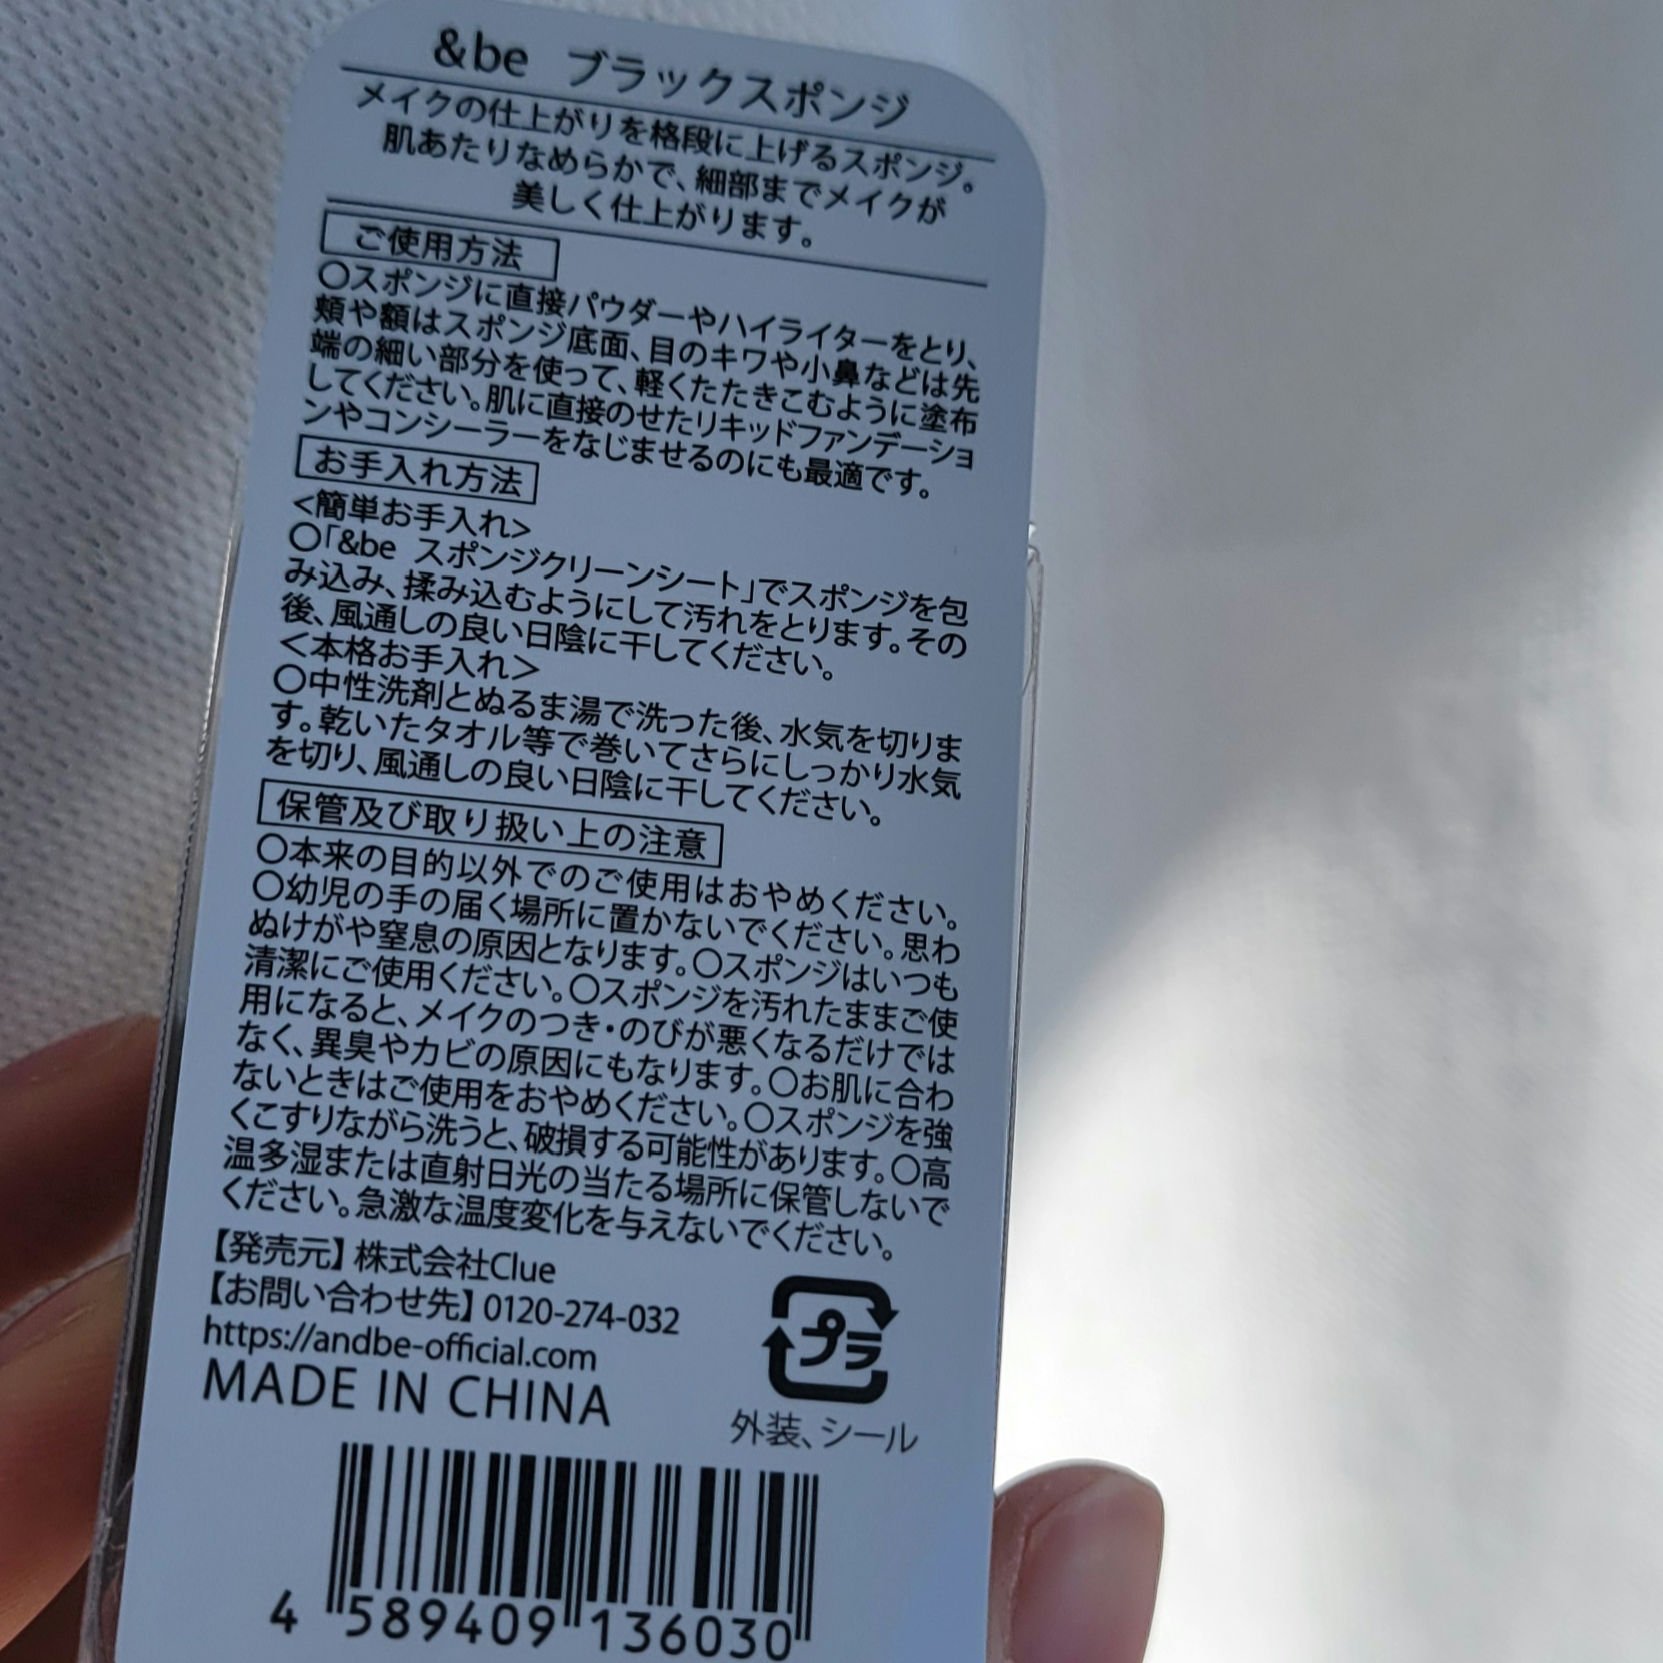 &be ブラックスポンジ
メイクの仕上がりを格段に上げるスポンジ。
肌あたりなめらかで、細部までメイクが
美しく仕上がります。
ご使用方法
○スポンジに直接パウダーやハイライターをとり、
頬や額はスポンジ底面、目のキワや小鼻などは先
端の細い部分を使って、軽くたたきこむように塗布
してください。肌に直接のせたリキッドファンデーショ
ンやコンシーラーをなじませるのにも最適です。
お手入れ方法
<簡単お手入れ>
○「&be スポンジクリーンシート」でスポンジを包
み込み、揉み込むようにして汚れをとります。その
後、風通しの良い日陰に干してください。
<本格お手入れ>
○中性洗剤とぬるま湯で洗った後、水気を切りま
す。乾いたタオル等で巻いてさらにしっかり水気
を切り、風通しの良い日陰に干してください。
保管及び取り扱い上の注意
○本来の目的以外でのご使用はおやめください。
○幼児の手の届く場所に置かないでください。思わ
ぬけがや窒息の原因となります。○スポンジはいつも
清潔にご使用ください。○スポンジを汚れたままご使
用になると、メイクのつき・のびが悪くなるだけでは
なく、異臭やカビの原因にもなります。○お肌に合わ
ないときはご使用をおやめください。○スポンジを強
くこすりながら洗うと、破損する可能性があります。○高
温多湿または直射日光の当たる場所に保管しないで
ください。急激な温度変化を与えないでください。
【発売元】株式会社Clue
【お問い合わせ先】0120-274-032
https://andbe-official.com
MADE IN CHINA
プラ
外装、シール
4 589409 136030